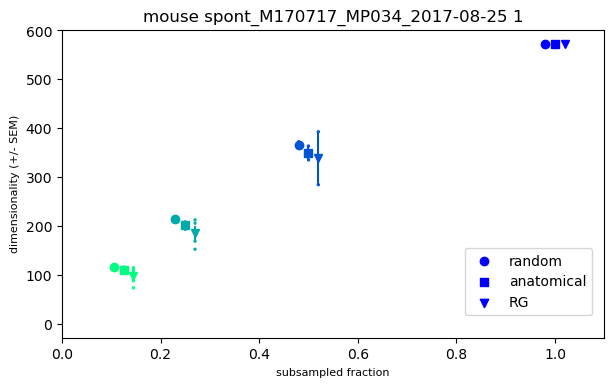 mouse spont_M170717_MP034_2017-08-25 1
dimensionality (+/- SEM)
600
500
400
300
200
100
0
random
anatomical
RG
0.0 0.2 0.4 0.6 0.8 1.0
subsampled fraction